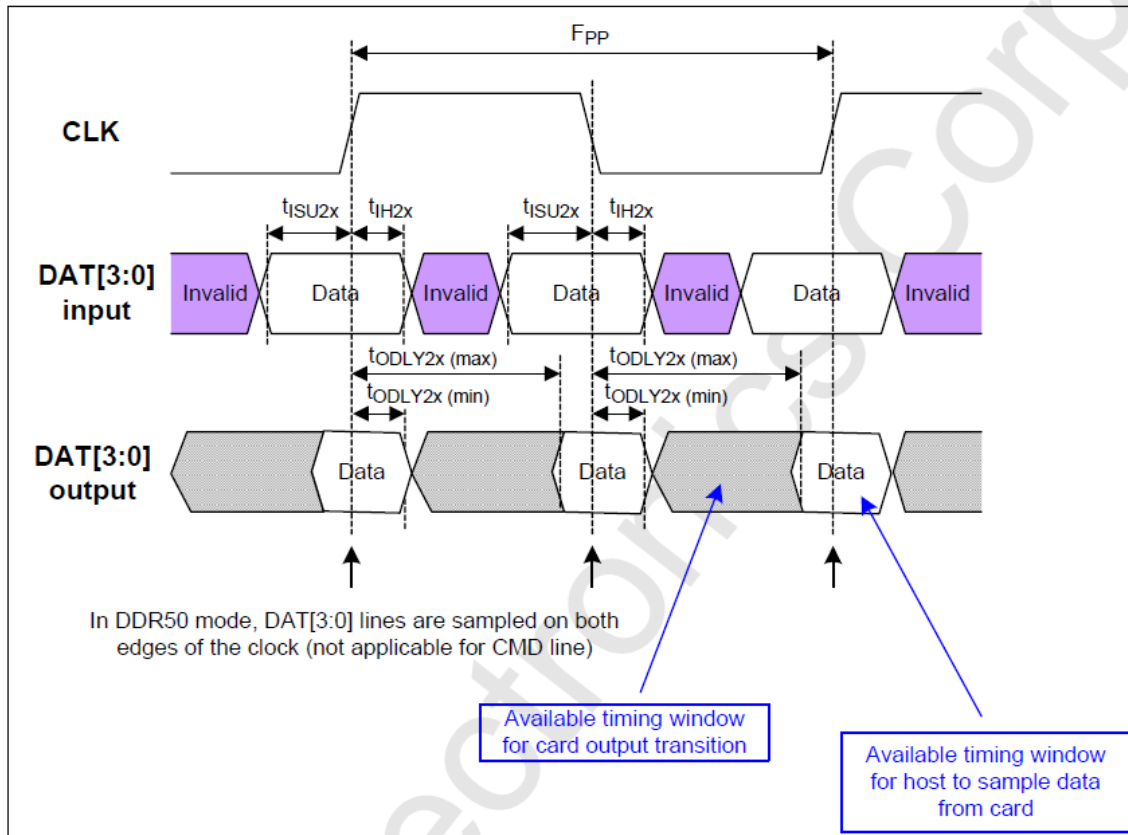 FPP
CLK
tISU2x tIH2x tISU2x tIH2x
DAT[3:0]
input
Invalid Data Invalid Data Invalid Data Invalid
tODLY2x (max) tODLY2x (max)
tODLY2x (min) tODLY2x (min)
DAT[3:0]
output
Data Data Data
In DDR50 mode, DAT[3:0] lines are sampled on both
edges of the clock (not applicable for CMD line)
Available timing window
for card output transition
Available timing window
for host to sample data
from card
ectronics Corp